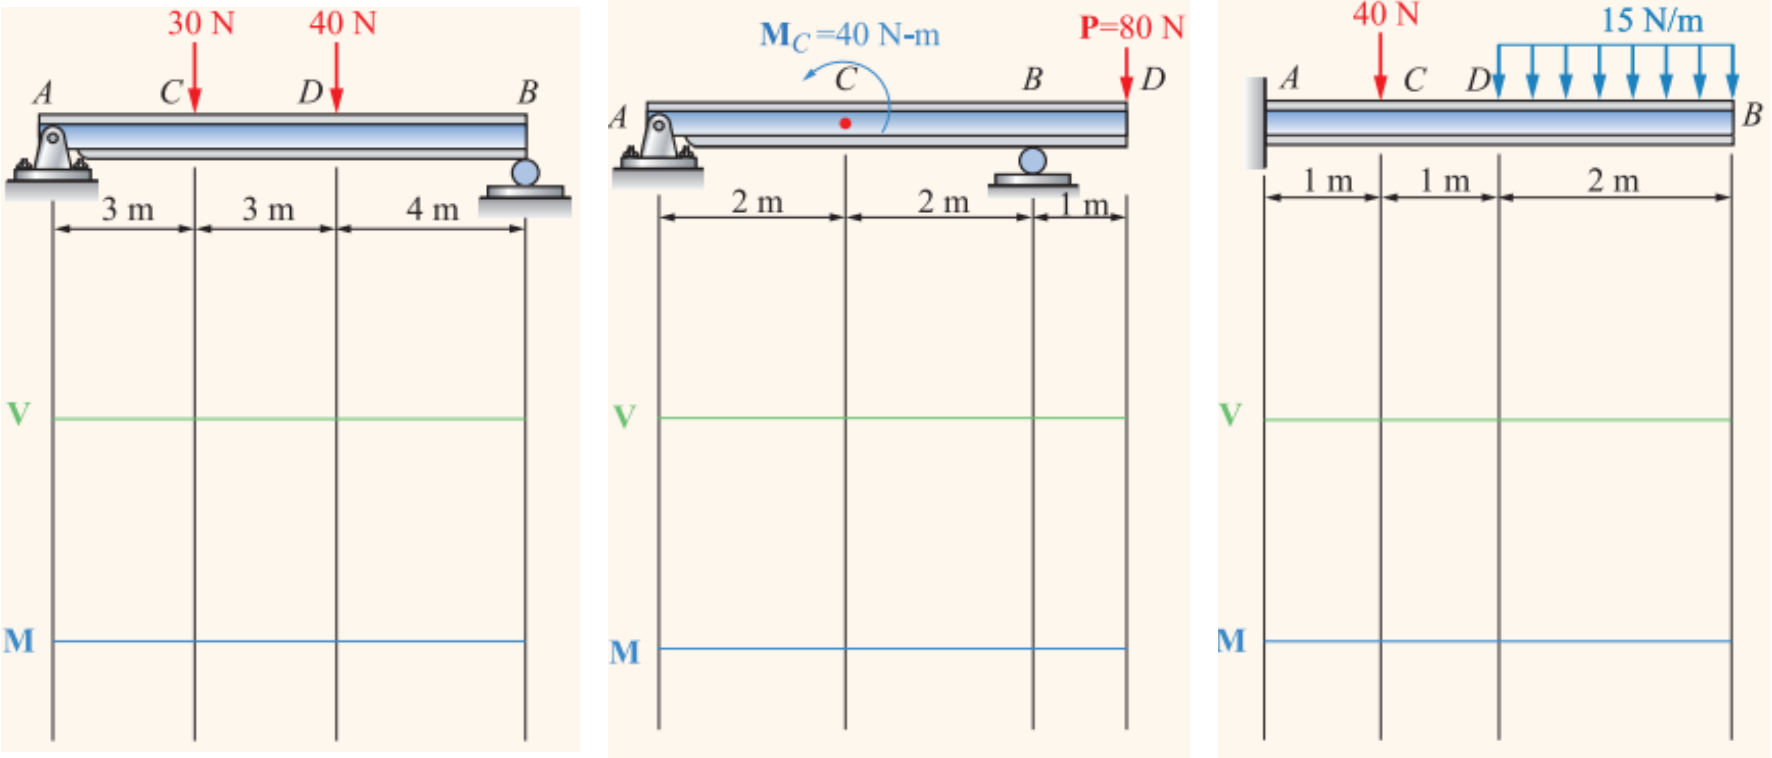 30 N 40 N
A C D B
3 m 3 m 4 m
V
M
M_C=40 N-m P=80 N
A C B D
2 m 2 m 1 m
V
M
40 N 15 N/m
A C D B
1 m 1 m 2 m
V
M